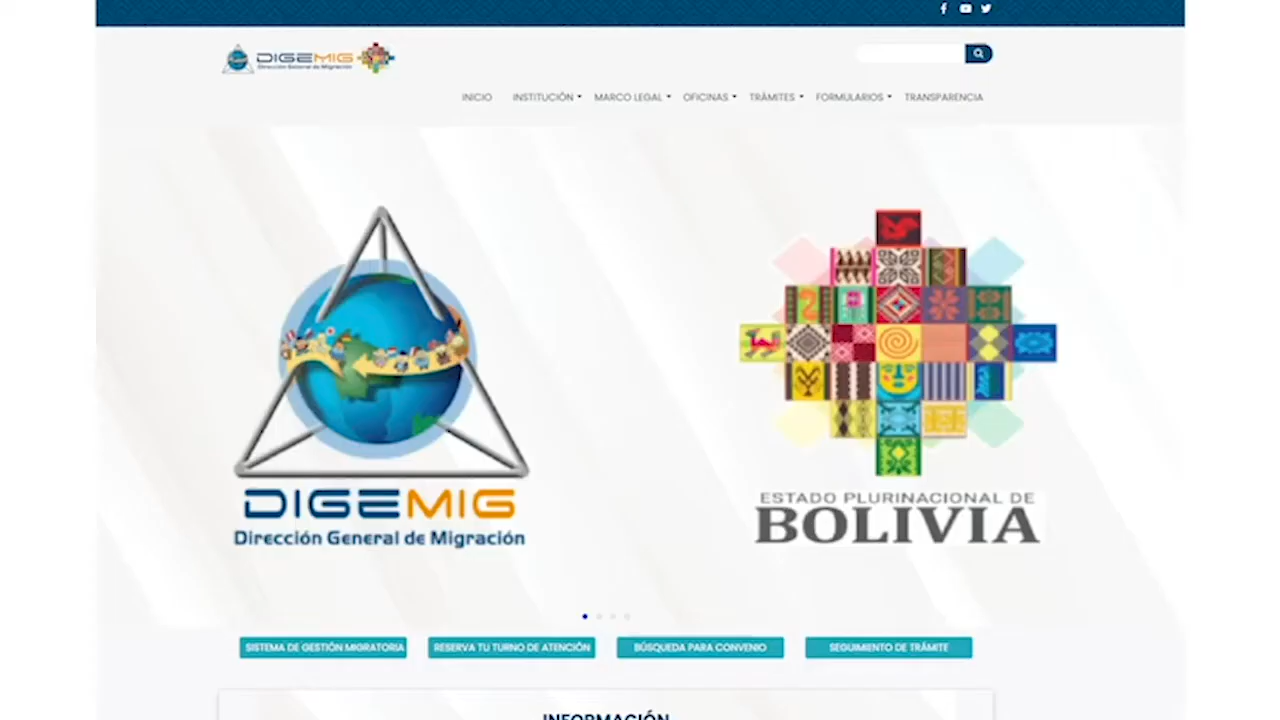 DIGEMIG
Dirección General de Migración
INICIO INSTITUCIÓN MARCO LEGAL OFICINAS TRÁMITES FORMULARIOS TRANSPARENCIA
DIGEMIG
Dirección General de Migración
ESTADO PLURINACIONAL DE
BOLIVIA
SISTEMA DE GESTIÓN MIGRATORIA RESERVA TU TURNO DE ATENCIÓN BÚSQUEDA PARA CONVENIO SEGUIMIENTO DE TRÁMITE
INFORMACIÓN